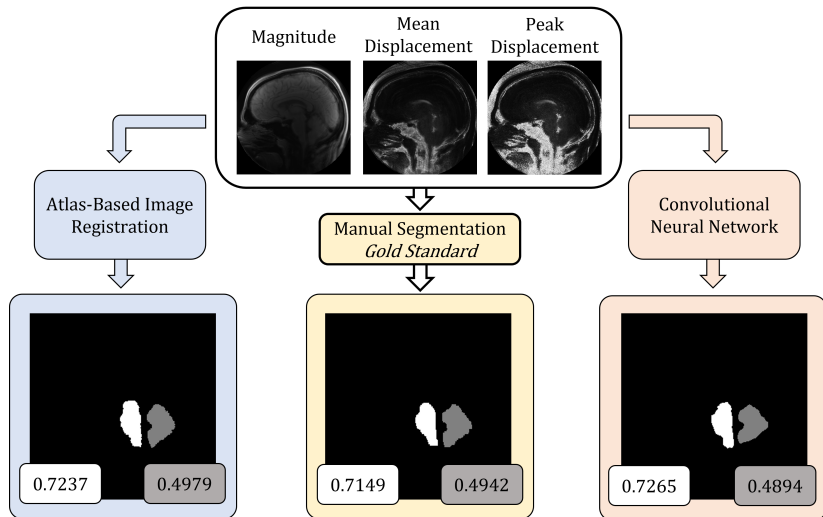 Magnitude
Mean
Displacement
Peak
Displacement
Atlas-Based Image
Registration
Manual Segmentation
Gold Standard
Convolutional
Neural Network
0.7237
0.4979
0.7149
0.4942
0.7265
0.4894